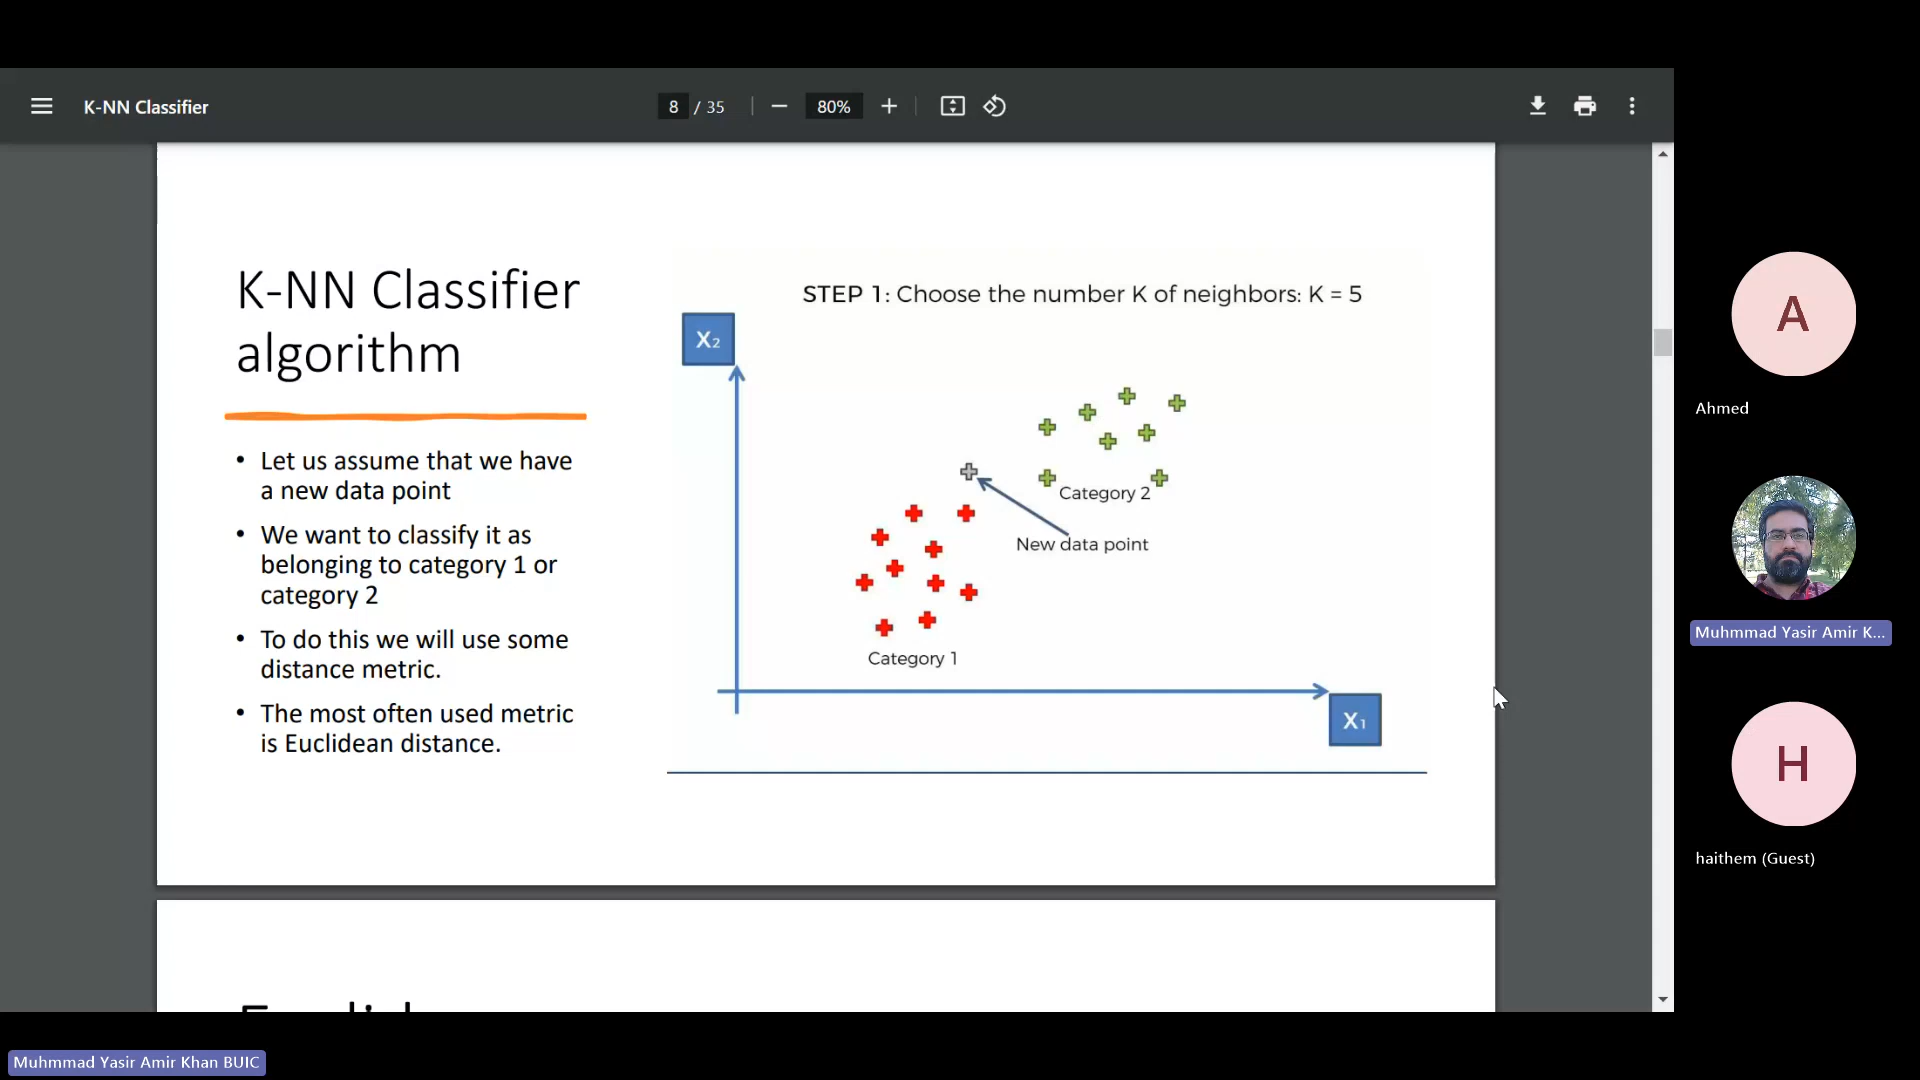 K-NN Classifier
8 / 35
80%
K-NN Classifier
algorithm
• Let us assume that we have
a new data point
• We want to classify it as
belonging to category 1 or
category 2
• To do this we will use some
distance metric.
• The most often used metric
is Euclidean distance.
STEP 1: Choose the number K of neighbors: K = 5
X₂
Category 2
New data point
Category 1
X₁
A
Ahmed
Muhmmad Yasir Amir K...
H
haithem (Guest)
Muhmmad Yasir Amir Khan BUIC